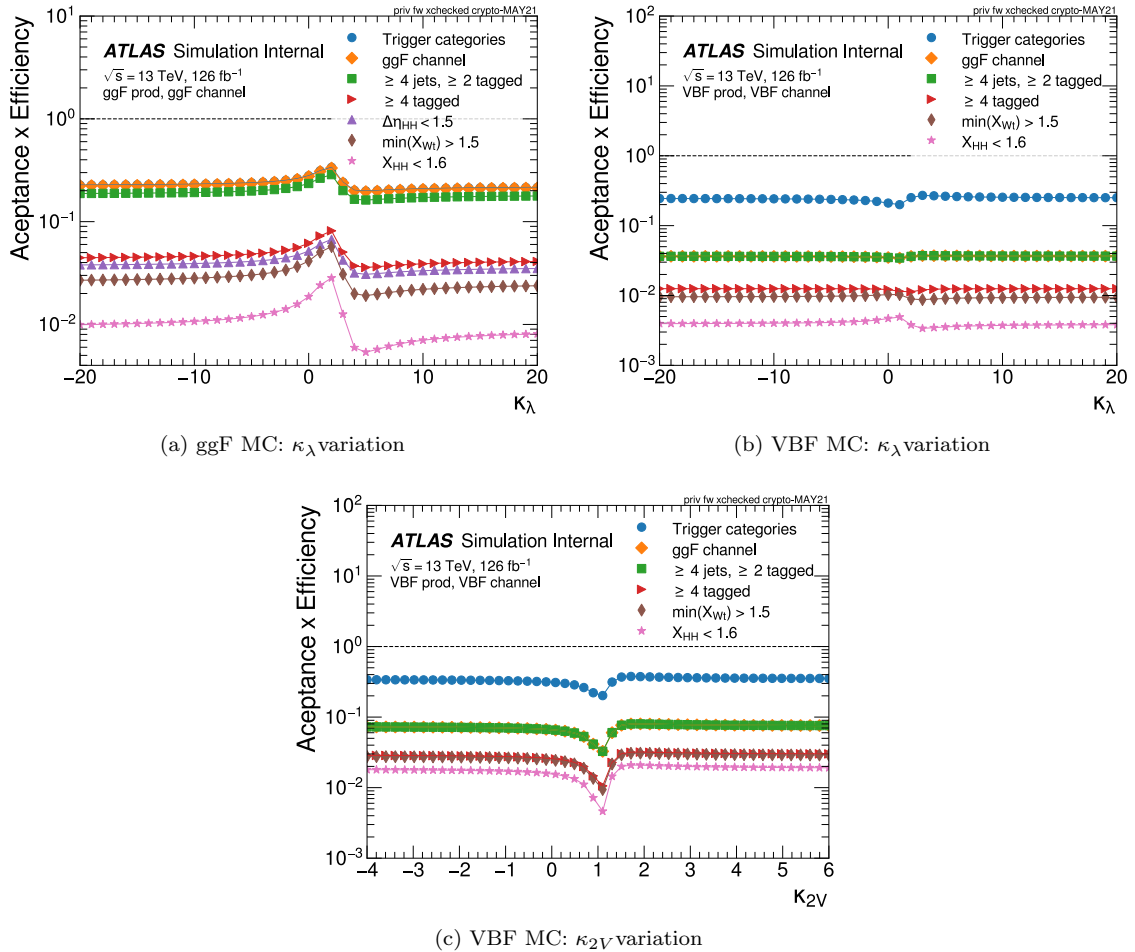 priv fw xchecked crypto-MAY21
ATLAS Simulation Internal
√s = 13 TeV, 126 fb⁻¹
ggF prod, ggF channel
Trigger categories
ggF channel
≥ 4 jets, ≥ 2 tagged
≥ 4 tagged
Δη_HH < 1.5
min(X_Wt) > 1.5
X_HH < 1.6
Aceptance x Efficiency
10¹
10⁰
10⁻¹
10⁻²
−20 −10 0 10 20
κ_λ
(a) ggF MC: κ_λ variation
priv fw xchecked crypto-MAY21
ATLAS Simulation Internal
√s = 13 TeV, 126 fb⁻¹
VBF prod, VBF channel
Trigger categories
ggF channel
≥ 4 jets, ≥ 2 tagged
≥ 4 tagged
min(X_Wt) > 1.5
X_HH < 1.6
Aceptance x Efficiency
10²
10¹
10⁰
10⁻¹
10⁻²
10⁻³
−20 −10 0 10 20
κ_λ
(b) VBF MC: κ_λ variation
priv fw xchecked crypto-MAY21
ATLAS Simulation Internal
√s = 13 TeV, 126 fb⁻¹
VBF prod, VBF channel
Trigger categories
ggF channel
≥ 4 jets, ≥ 2 tagged
≥ 4 tagged
min(X_Wt) > 1.5
X_HH < 1.6
Aceptance x Efficiency
10²
10¹
10⁰
10⁻¹
10⁻²
10⁻³
−4 −3 −2 −1 0 1 2 3 4 5 6
κ_2V
(c) VBF MC: κ_2V variation